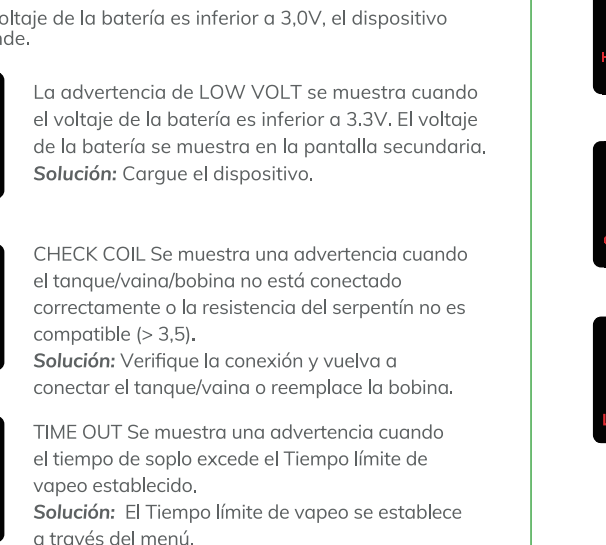 de la batería es inferior a 3,0V, el dispositivo
La advertencia de LOW VOLT se muestra cuando
el voltaje de la batería es inferior a 3.3V. El voltaje
de la batería se muestra en la pantalla secundaria.
Solución: Cargue el dispositivo.
CHECK COIL Se muestra una advertencia cuando
el tanque/vaina/bobina no está conectado
correctamente o la resistencia del serpentín no es
compatible (> 3,5).
Solución: Verifique la conexión y vuelva a
conectar el tanque/vaina o reemplace la bobina.
TIME OUT Se muestra una advertencia cuando
el tiempo de soplo excede el Tiempo límite de
vapeo establecido.
Solución: El Tiempo límite de vapeo se establece
a través del menú.